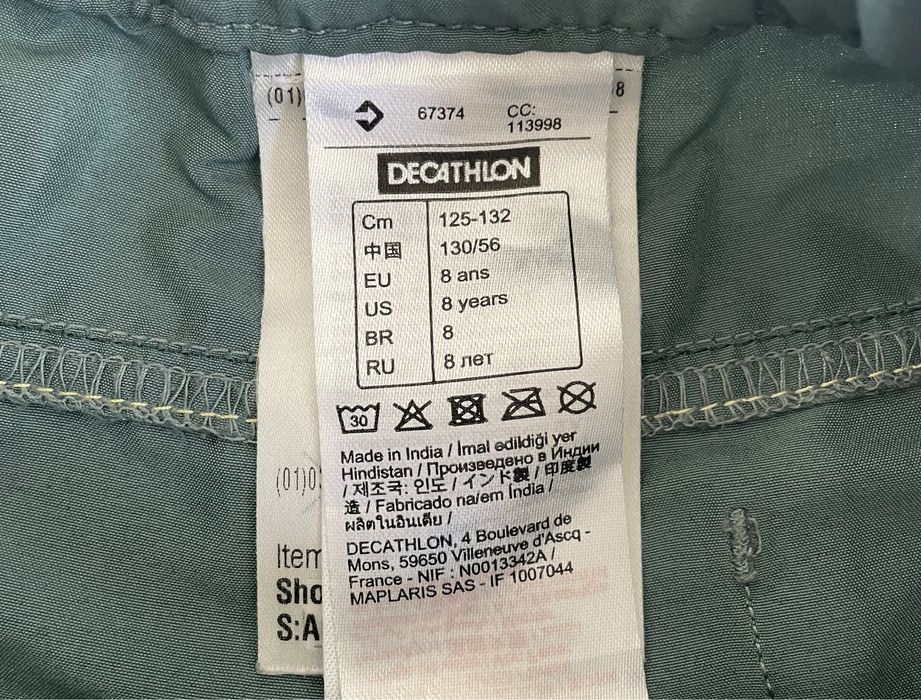 (01)
8
67374
CC:
113998
DECATHLON
Cm 125-132
中国 130/56
EU 8 ans
US 8 years
BR 8
RU 8 лет
30
Made in India / İmal edildiği yer
Hindistan / Произведено в Индии
/ 제조국: 인도 / インド製 / 印度製
造 / Fabricado na/em Índia /
ผลิตในอินเดีย /
DECATHLON, 4 Boulevard de
Mons, 59650 Villeneuve d'Ascq -
France - NIF : N0013342A /
MAPLARIS SAS - IF 1007044
(01)0
Item
Sho
S:A